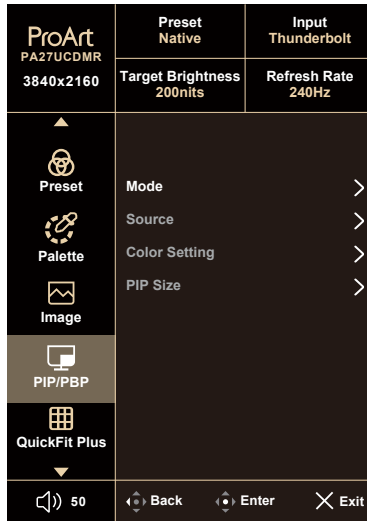 ProArt
PA27UCDMR
3840x2160
Preset
Native
Input
Thunderbolt
Target Brightness
200nits
Refresh Rate
240Hz
Preset
Palette
Image
PIP/PBP
QuickFit Plus
Mode
Source
Color Setting
PIP Size
50
Back
Enter
Exit